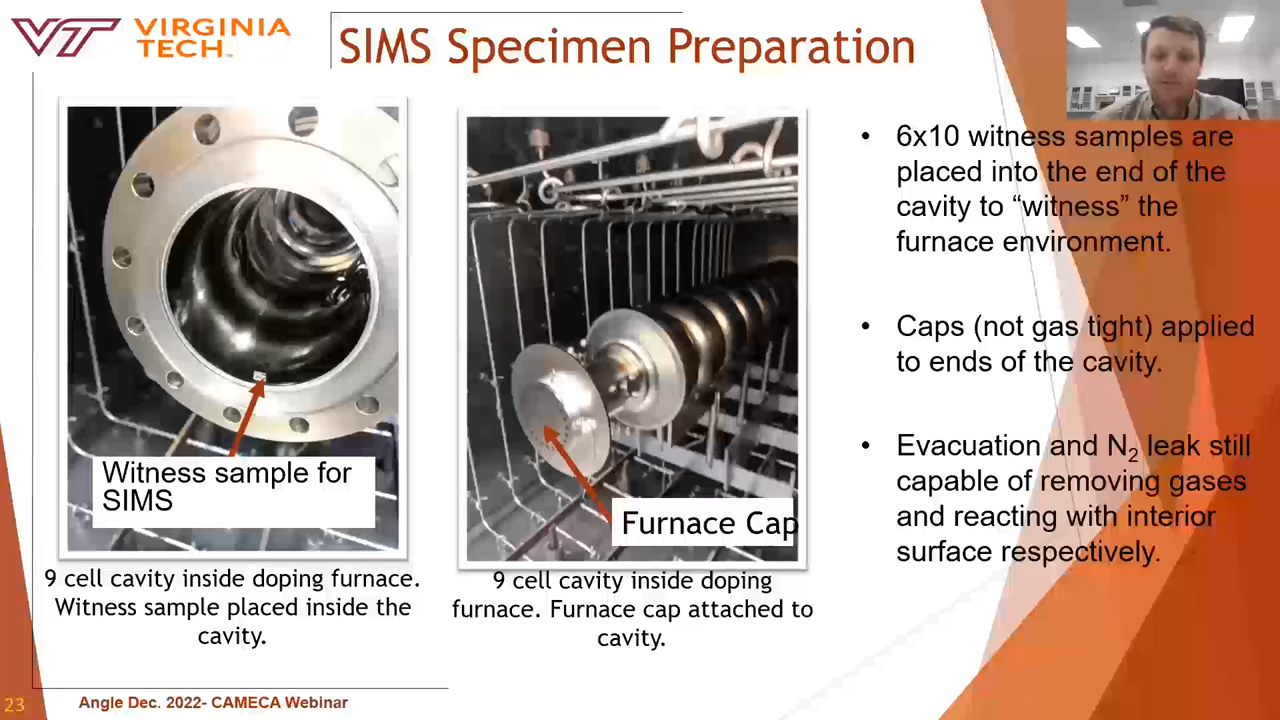 VT VIRGINIA
TECH™
SIMS Specimen Preparation
Witness sample for
SIMS
9 cell cavity inside doping furnace.
Witness sample placed inside the
cavity.
Furnace Cap
9 cell cavity inside doping
furnace. Furnace cap attached to
cavity.
• 6x10 witness samples are
placed into the end of the
cavity to “witness” the
furnace environment.
• Caps (not gas tight) applied
to ends of the cavity.
• Evacuation and N₂ leak still
capable of removing gases
and reacting with interior
surface respectively.
23
Angle Dec. 2022- CAMECA Webinar